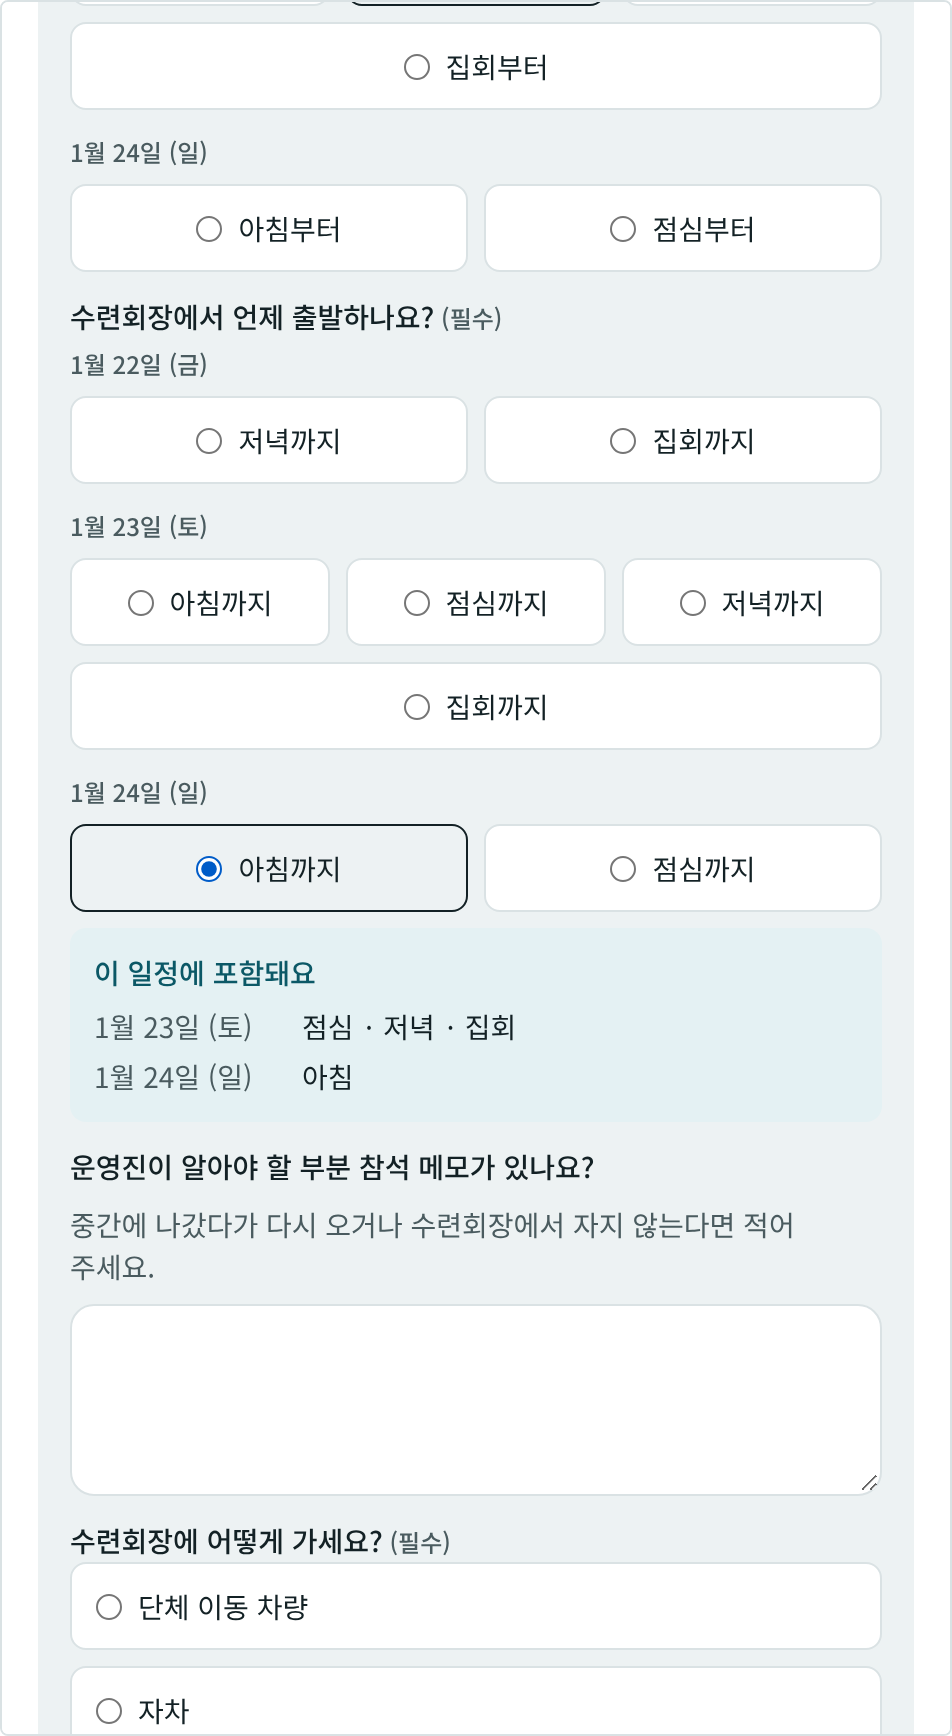 집회부터
1월 24일 (일)
아침부터
점심부터
수련회장에서 언제 출발하나요? (필수)
1월 22일 (금)
저녁까지
집회까지
1월 23일 (토)
아침까지
점심까지
저녁까지
집회까지
1월 24일 (일)
아침까지
점심까지
이 일정에 포함돼요
1월 23일 (토) 점심 · 저녁 · 집회
1월 24일 (일) 아침
운영진이 알아야 할 부분 참석 메모가 있나요?
중간에 나갔다가 다시 오거나 수련회장에서 자지 않는다면 적어
주세요.
수련회장에 어떻게 가세요? (필수)
단체 이동 차량
자차